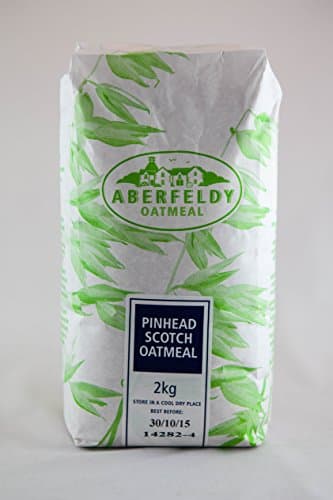 ABERFELDY
OATMEAL
PINHEAD
SCOTCH
OATMEAL
2kg
STORE IN A COOL DRY PLACE
BEST BEFORE:
30/10/15
14282-4